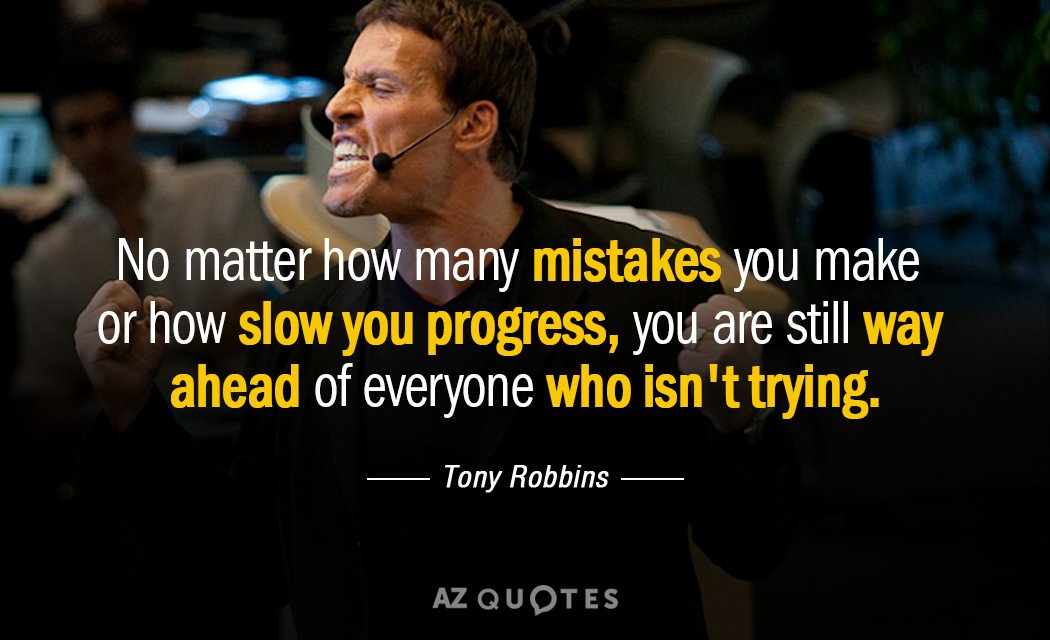 No matter how many mistakes you make
or how slow you progress, you are still way
ahead of everyone who isn't trying.
Tony Robbins
AZ QUOTES